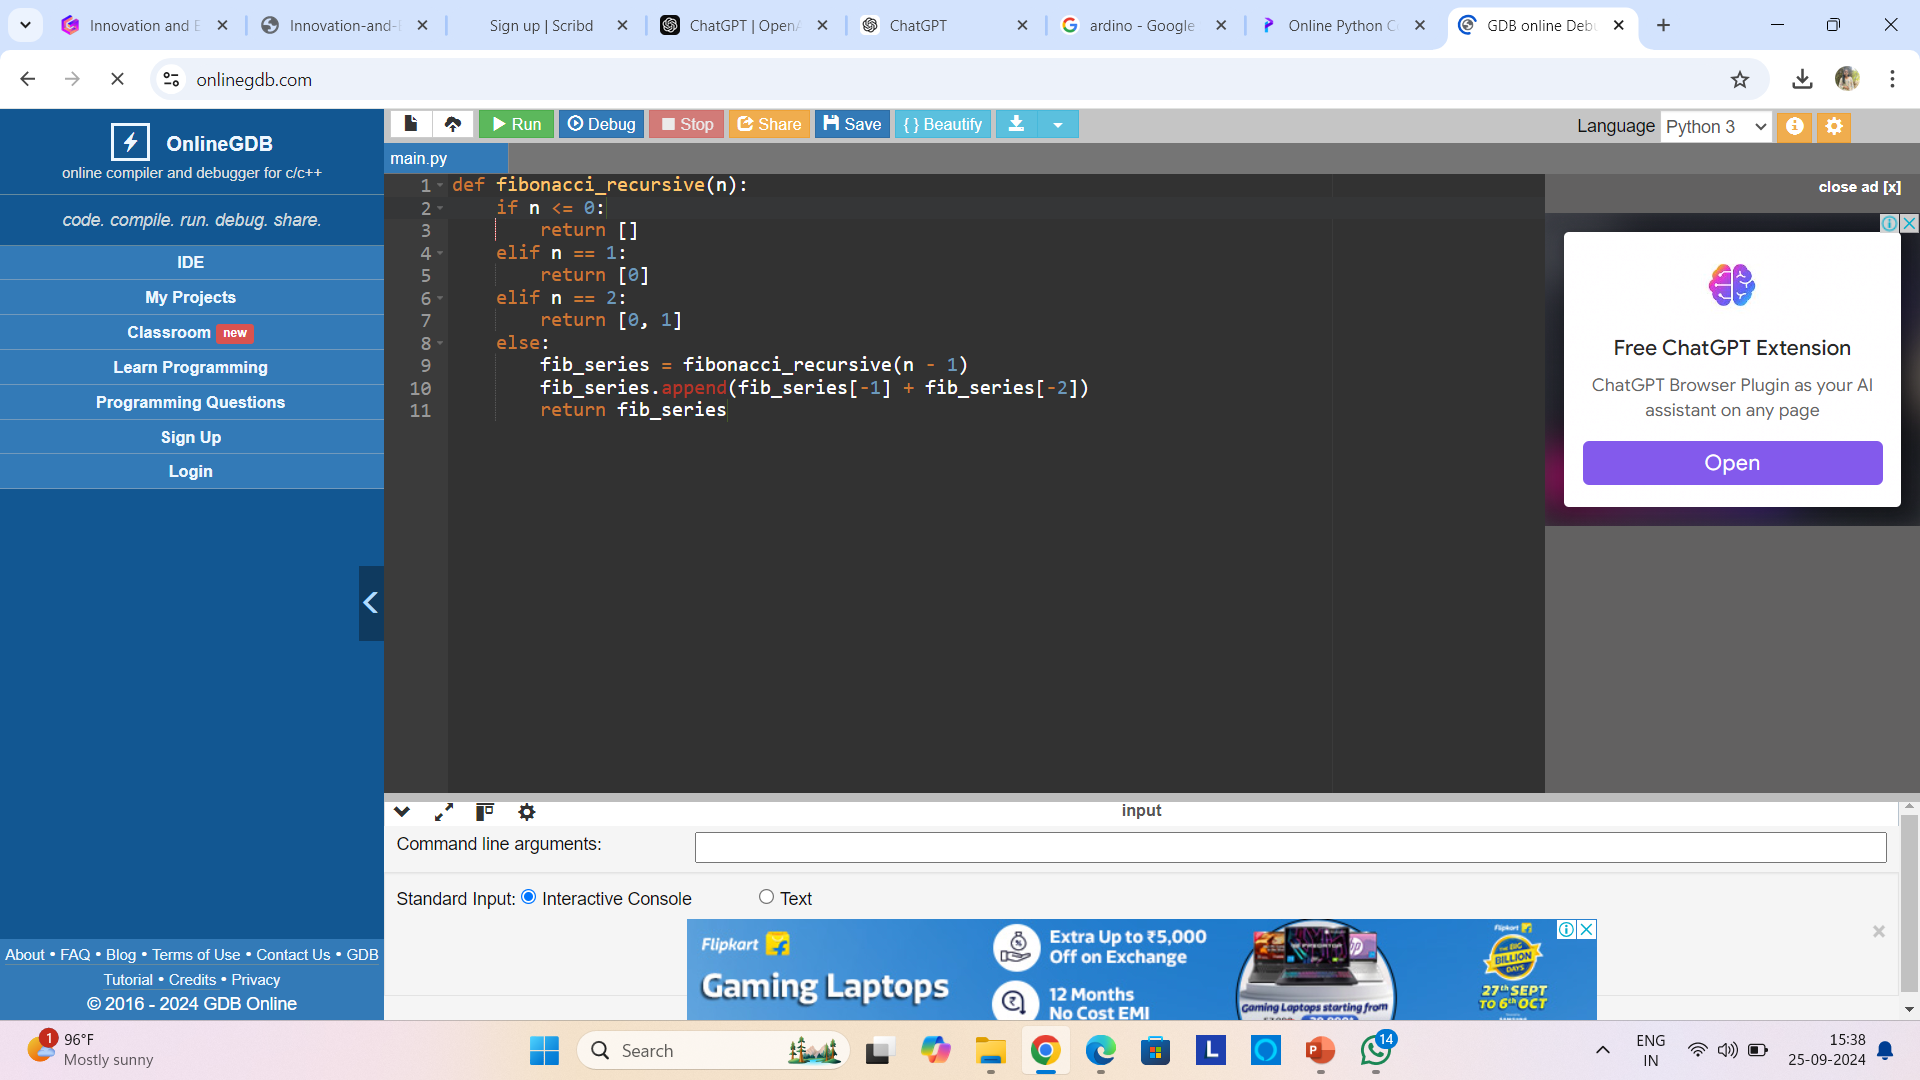 Innovation and E
Innovation-and-
Sign up | Scribd
ChatGPT | OpenA
ChatGPT
ardino - Google
Online Python C
GDB online Deb
onlinegdb.com
OnlineGDB
online compiler and debugger for c/c++
code. compile. run. debug. share.
IDE
My Projects
Classroom new
Learn Programming
Programming Questions
Sign Up
Login
About • FAQ • Blog • Terms of Use • Contact Us • GDB
Tutorial • Credits • Privacy
© 2016 - 2024 GDB Online
Run Debug Stop Share Save { } Beautify
Language Python 3
main.py
1 def fibonacci_recursive(n):
2     if n <= 0:
3         return []
4     elif n == 1:
5         return [0]
6     elif n == 2:
7         return [0, 1]
8     else:
9         fib_series = fibonacci_recursive(n - 1)
10         fib_series.append(fib_series[-1] + fib_series[-2])
11         return fib_series
close ad [x]
Free ChatGPT Extension
ChatGPT Browser Plugin as your AI
assistant on any page
Open
input
Command line arguments:
Standard Input: Interactive Console Text
Flipkart
Gaming Laptops
Extra Up to ₹5,000
Off on Exchange
12 Months
No Cost EMI
Gaming Laptops starting from
Flipkart
THE BIG
BILLION
DAYS
27TH SEPT
TO 6TH OCT
1
96°F
Mostly sunny
Search
L
14
ENG
IN
15:38
25-09-2024